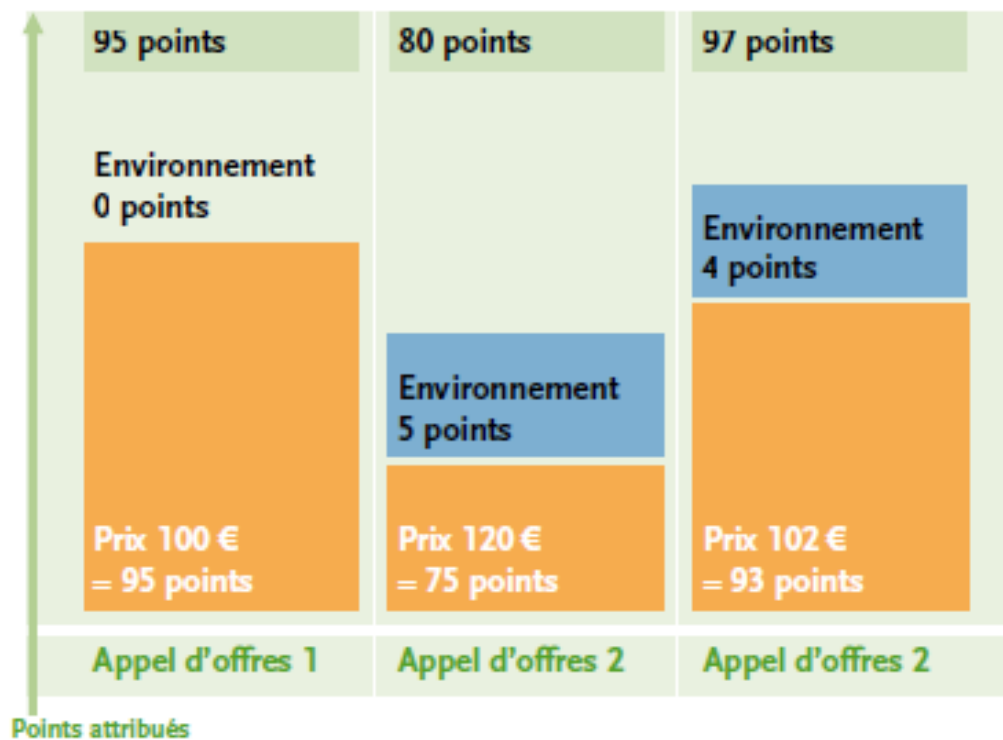 95 points
80 points
97 points
Environnement
0 points
Environnement
5 points
Environnement
4 points
Prix 100 €
= 95 points
Prix 120 €
= 75 points
Prix 102 €
= 93 points
Appel d'offres 1
Appel d'offres 2
Appel d'offres 2
Points attribués